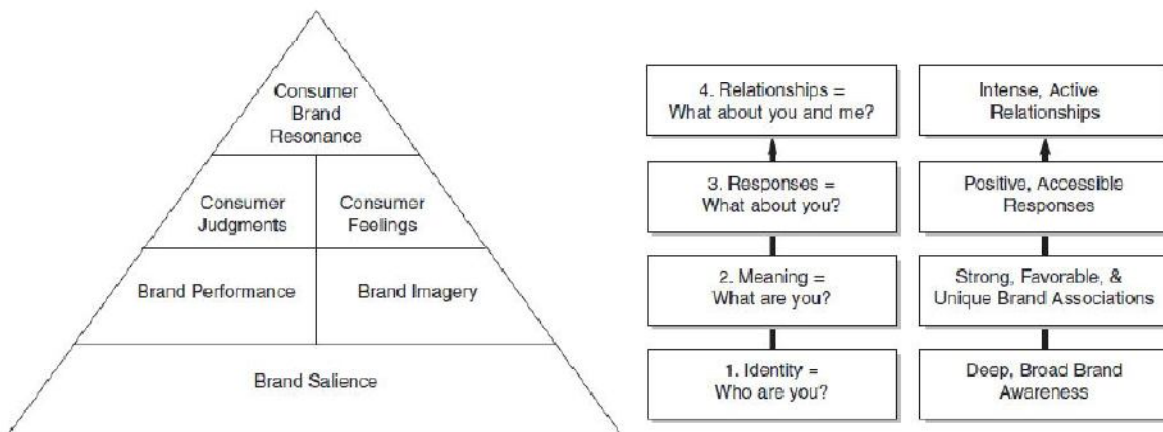 Consumer
Brand
Resonance
Consumer
Judgments
Consumer
Feelings
Brand Performance
Brand Imagery
Brand Salience
4. Relationships =
What about you and me?
3. Responses =
What about you?
2. Meaning =
What are you?
1. Identity =
Who are you?
Intense, Active
Relationships
Positive, Accessible
Responses
Strong, Favorable, &
Unique Brand Associations
Deep, Broad Brand
Awareness